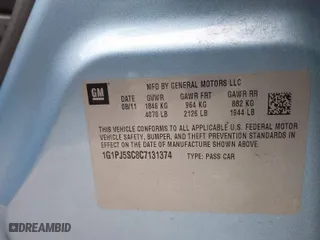 GM
MFD BY GENERAL MOTORS LLC
DATE GVWR GAWR FRT GAWR RR
08/11 1846 KG 964 KG 882 KG
4070 LB 2126 LB 1944 LB
THIS VEHICLE CONFORMS TO ALL APPLICABLE U.S. FEDERAL MOTOR
VEHICLE SAFETY, BUMPER, AND THEFT PREVENTION STANDARDS
IN EFFECT ON THE DATE OF MANUFACTURE SHOWN ABOVE.
1G1PJ5SC8C7131374 TYPE: PASS CAR
DREAMBID